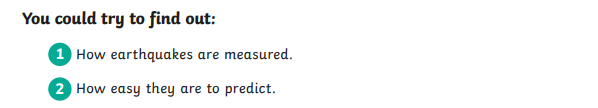 You could try to find out:
1 How earthquakes are measured.
2 How easy they are to predict.